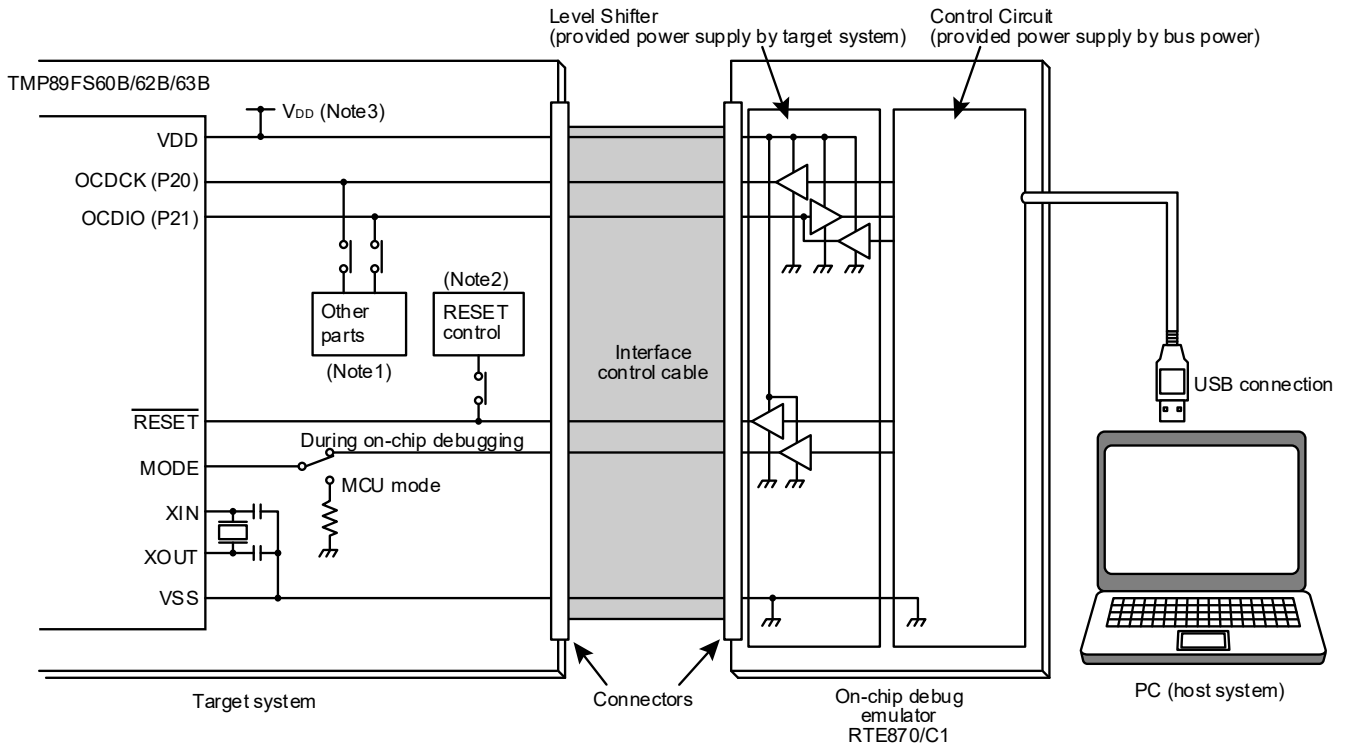 Level Shifter
(provided power supply by target system)
Control Circuit
(provided power supply by bus power)
TMP89FS60B/62B/63B
VDD (Note3)
VDD
OCDCK (P20)
OCDIO (P21)
Other
parts
(Note1)
(Note2)
RESET
control
Interface
control cable
USB connection
RESET
During on-chip debugging
MODE
MCU mode
XIN
XOUT
VSS
Target system
Connectors
On-chip debug
emulator
RTE870/C1
PC (host system)